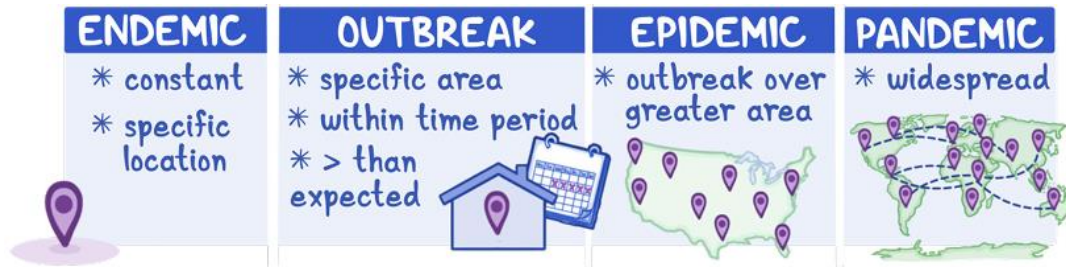 ENDEMIC
* constant
* specific
location
OUTBREAK
* specific area
* within time period
* > than
expected
EPIDEMIC
* outbreak over
greater area
PANDEMIC
* widespread